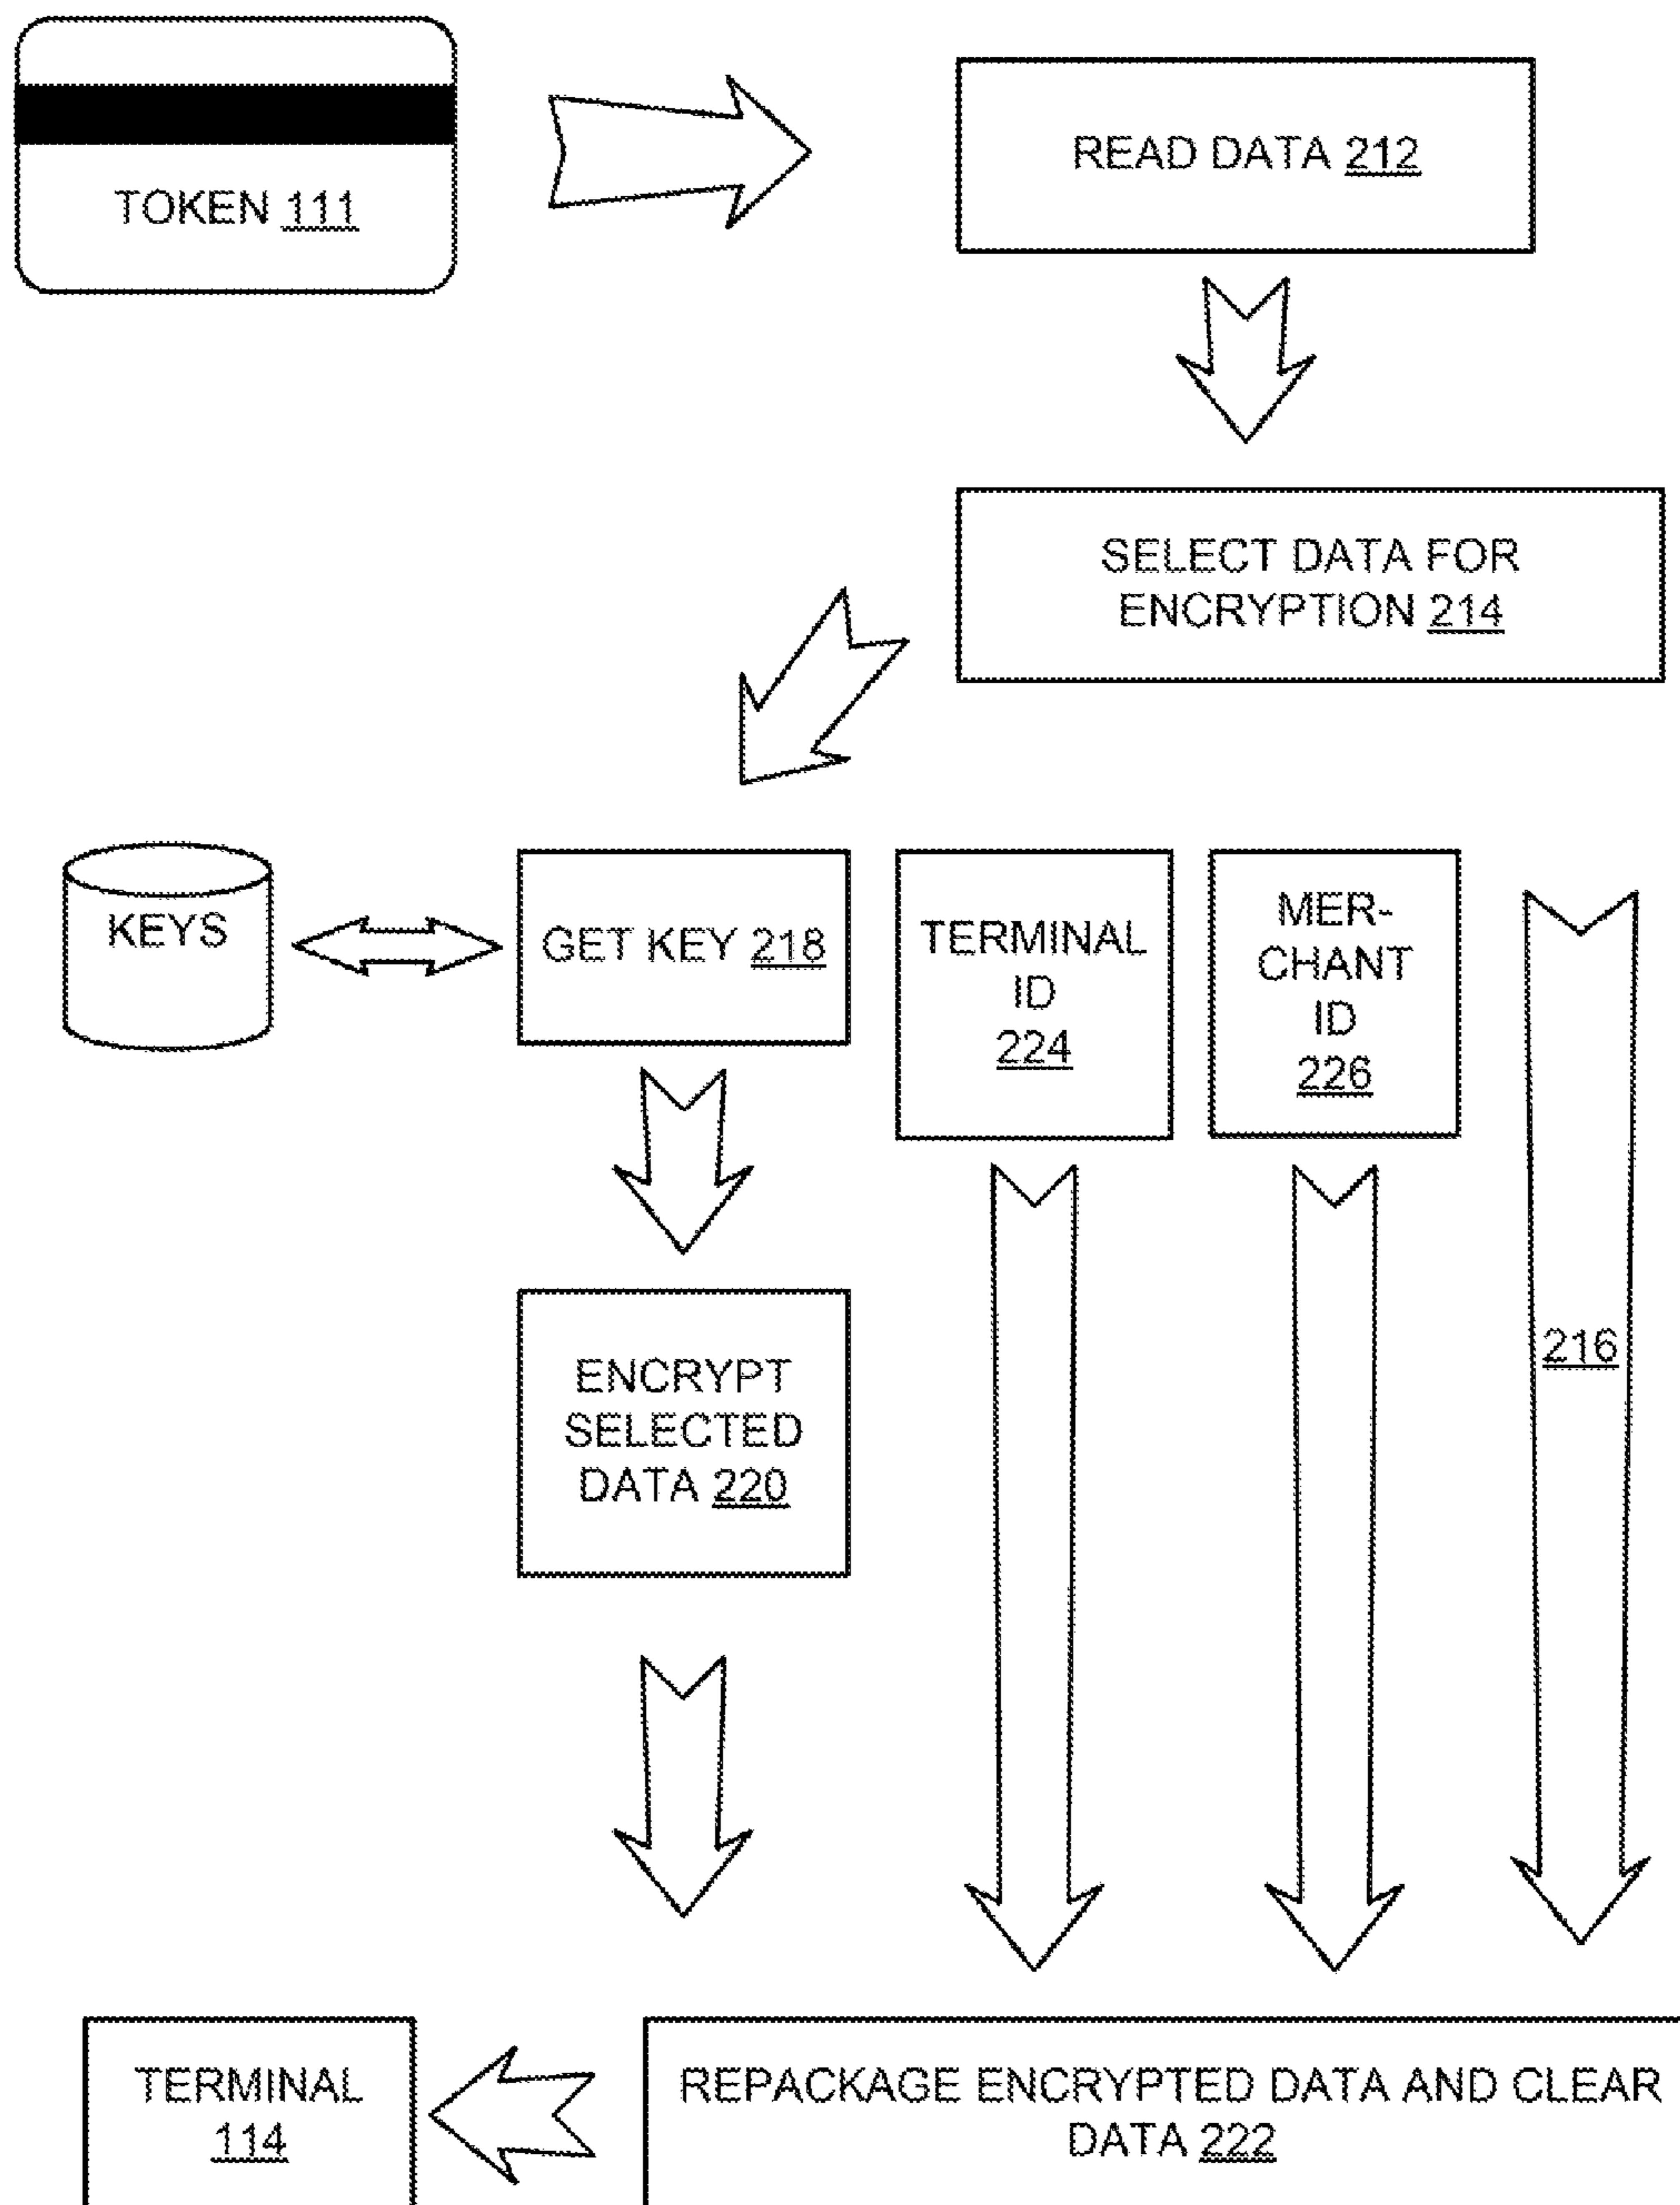 TOKEN 111
READ DATA 212
SELECT DATA FOR
ENCRYPTION 214
KEYS
GET KEY 218
TERMINAL
ID
224
MER-
CHANT
ID
226
216
ENCRYPT
SELECTED
DATA 220
TERMINAL
114
REPACKAGE ENCRYPTED DATA AND CLEAR
DATA 222